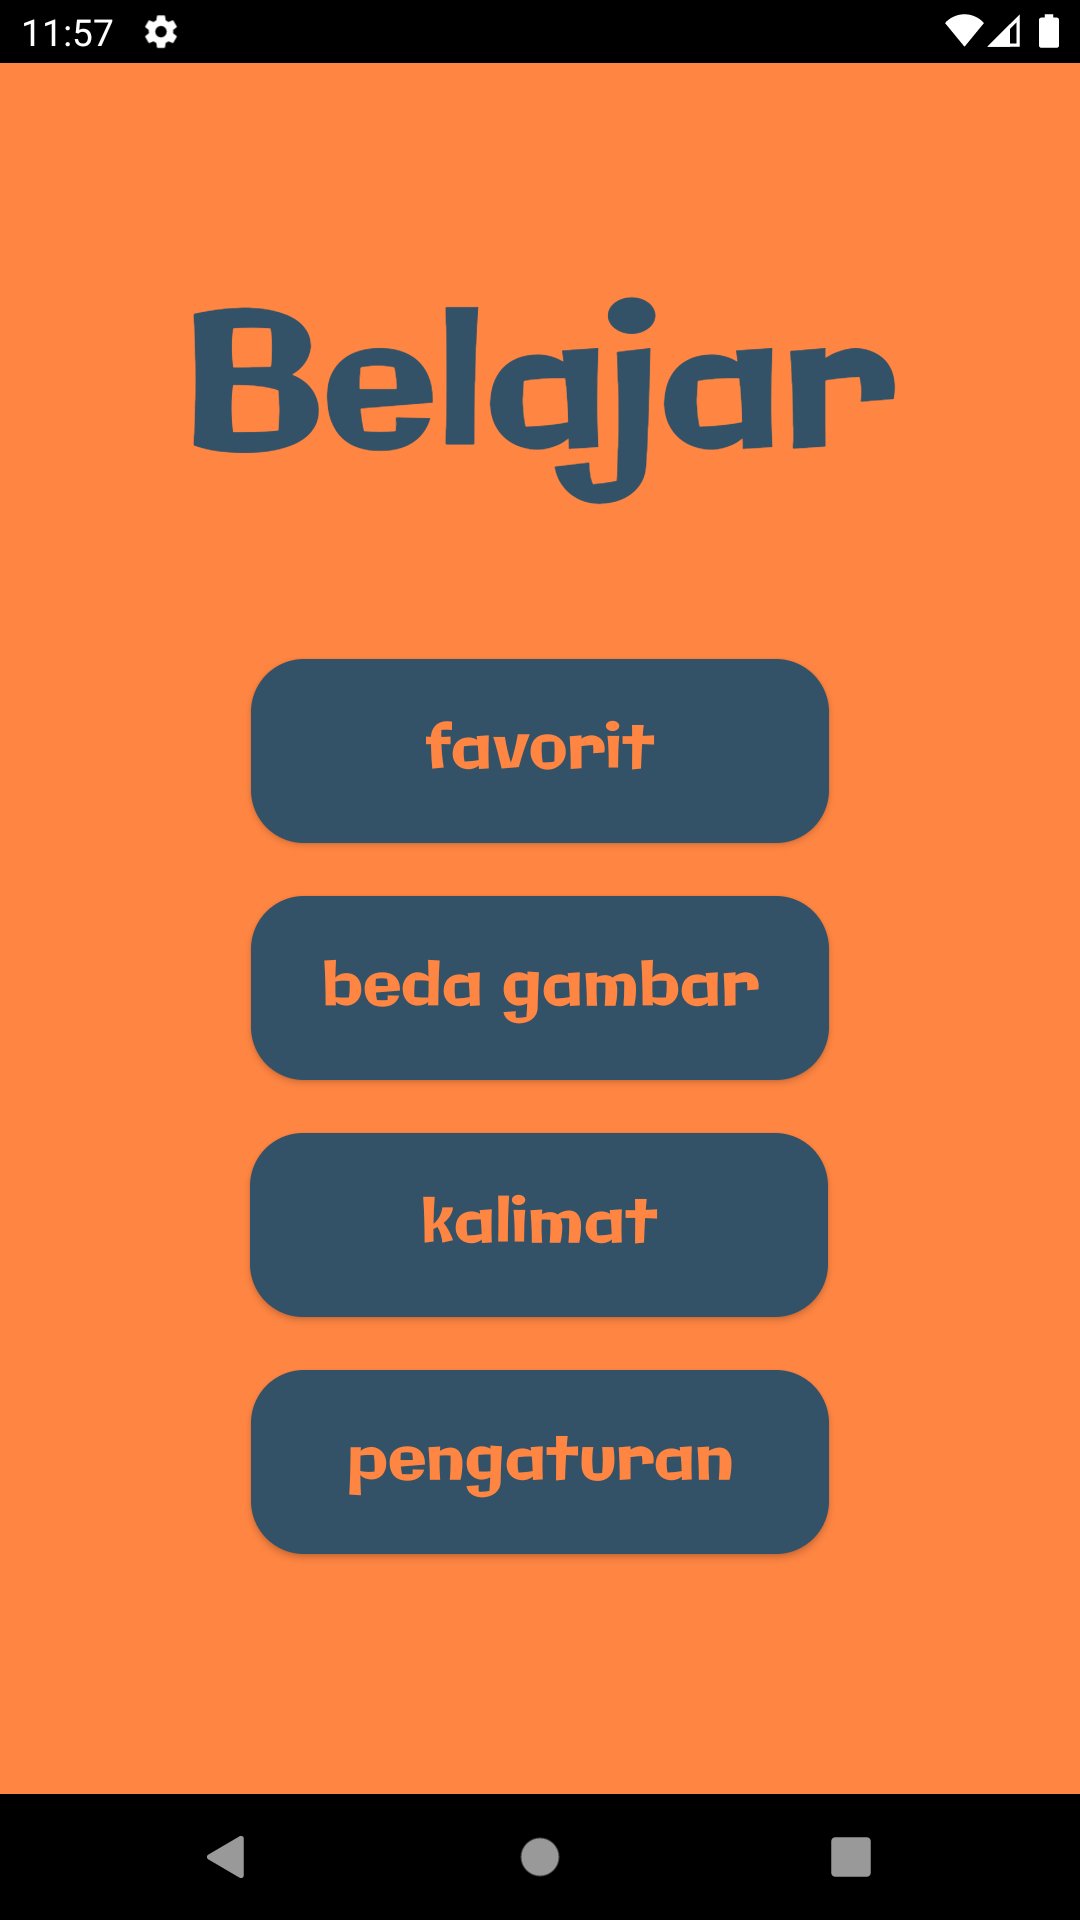 11:57
Belajar
favorit
beda gambar
kalimat
pengaturan